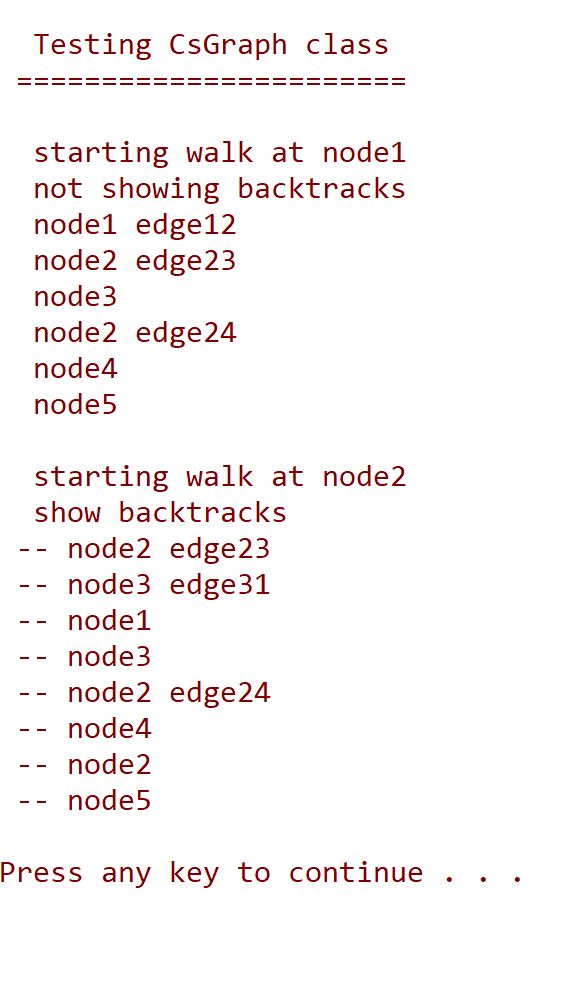 Testing CsGraph class
=======================
starting walk at node1
not showing backtracks
node1 edge12
node2 edge23
node3
node2 edge24
node4
node5
starting walk at node2
show backtracks
-- node2 edge23
-- node3 edge31
-- node1
-- node3
-- node2 edge24
-- node4
-- node2
-- node5
Press any key to continue . . .